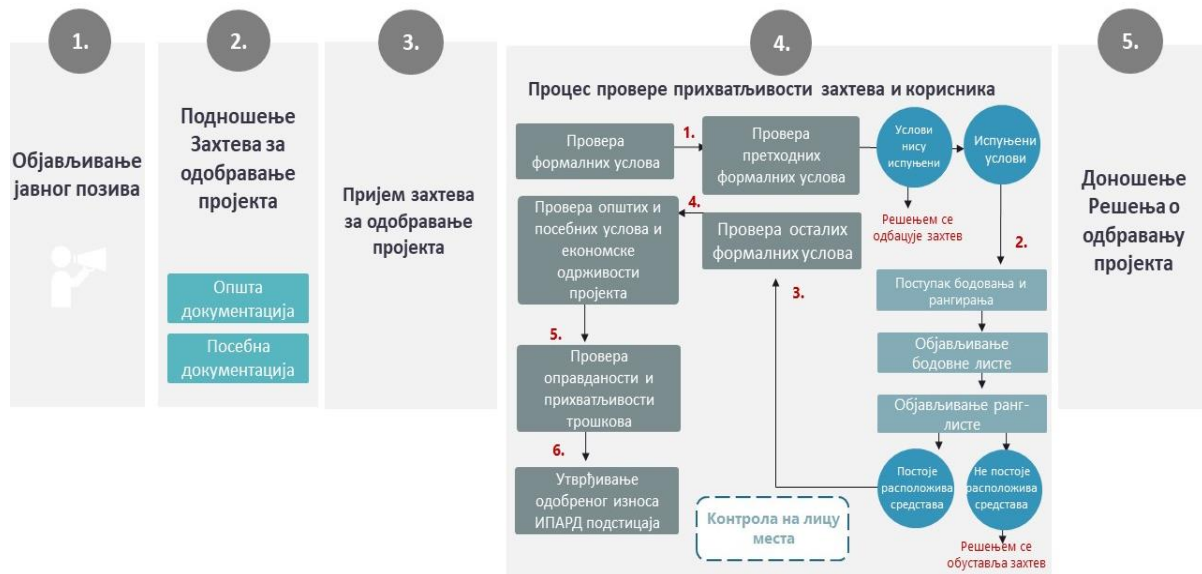 1.
Објављивање
јавног позива
2.
Подношење
Захтева за
одобравање
пројекта
Општа
документација
Посебна
документација
3.
Пријем захтева
за одобравање
пројекта
4.
Процес провере прихватљивости захтева и корисника
Провера
формалних услова
1.
Провера
претходних
формалних услова
Услови
нису
испуњени
Испуњени
услови
Решењем се
одбацује захтев
2.
Поступак бодовања и
рангирања
Објављивање
бодовне листе
Објављивање ранг-
листе
Постоје
расположива
средстава
Не постоје
расположива
средстава
Решењем се
обуставља захтев
3.
Провера осталих
формалних услова
4.
Провера општих и
посебних услова и
економске
одрживости
пројекта
5.
Провера
оправданости и
прихватљивости
трошкова
6.
Утврђивање
одобреног износа
ИПАРД подстицаја
Контрола на лицу
места
5.
Доношење
Решења о
одбравању
пројекта